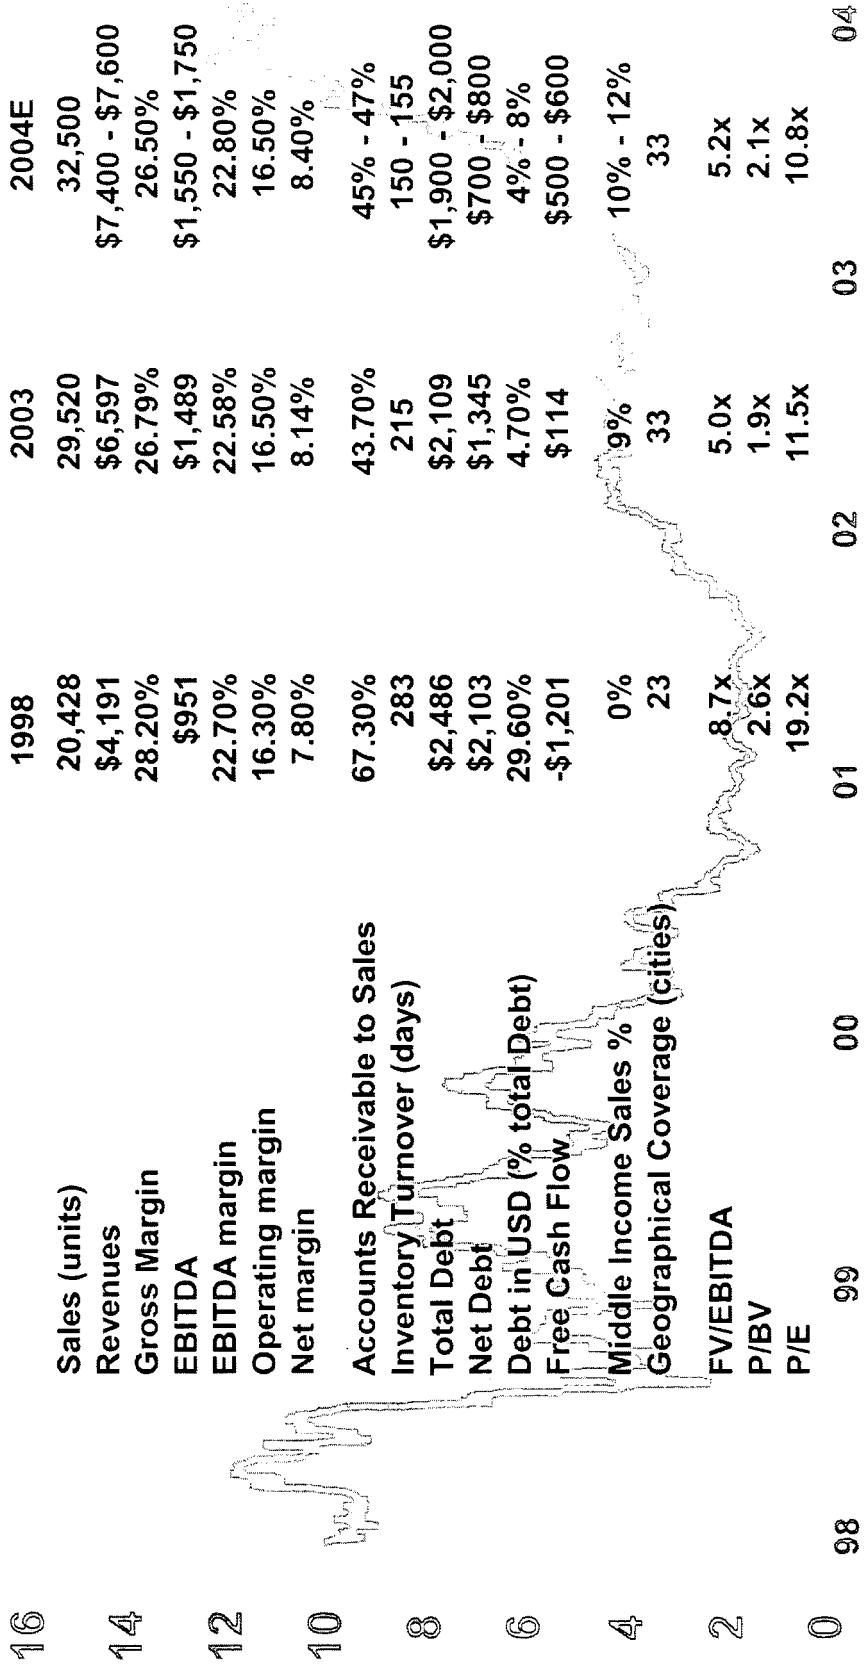 1998 2003 2004E
Sales (units) 20,428 29,520 32,500
Revenues $4,191 $6,597 $7,400 - $7,600
Gross Margin 28.20% 26.79% 26.50%
EBITDA $951 $1,489 $1,550 - $1,750
EBITDA margin 22.70% 22.58% 22.80%
Operating margin 16.30% 16.50% 16.50%
Net margin 7.80% 8.14% 8.40%
Accounts Receivable to Sales 67.30% 43.70% 45% - 47%
Inventory Turnover (days) 283 215 150 - 155
Total Debt $2,486 $2,109 $1,900 - $2,000
Net Debt $2,103 $1,345 $700 - $800
Debt in USD (% total Debt) 29.60% 4.70% 4% - 8%
Free Cash Flow -$1,201 $114 $500 - $600
Middle Income Sales % 0% 9% 10% - 12%
Geographical Coverage (cities) 23 33 33
FV/EBITDA 8.7x 5.0x 5.2x
P/BV 2.6x 1.9x 2.1x
P/E 19.2x 11.5x 10.8x
16
14
12
10
8
6
4
2
0
98 99 00 01 02 03 04